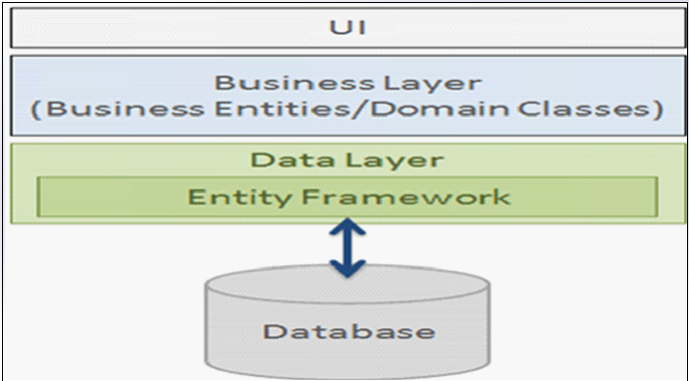 UI
Business Layer
(Business Entities/Domain Classes)
Data Layer
Entity Framework
Database